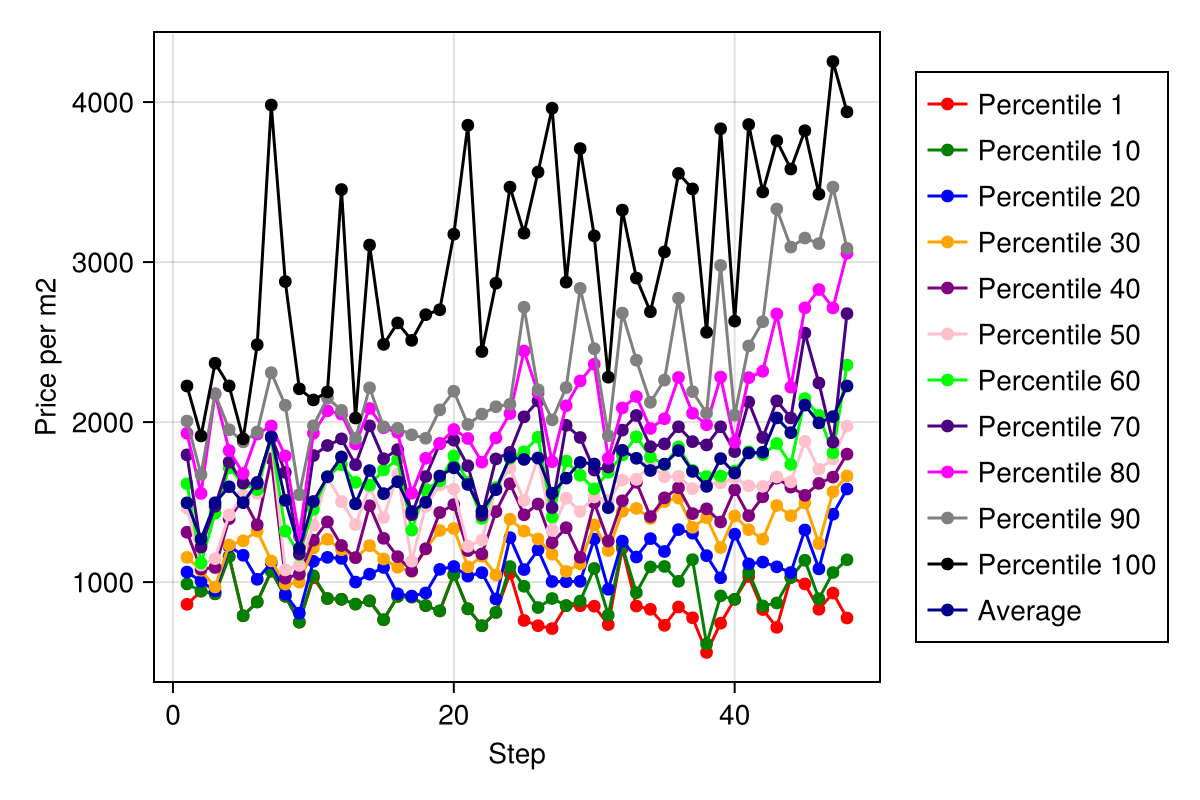 4000
3000
2000
1000
Price per m2
0 20 40
Step
Percentile 1
Percentile 10
Percentile 20
Percentile 30
Percentile 40
Percentile 50
Percentile 60
Percentile 70
Percentile 80
Percentile 90
Percentile 100
Average